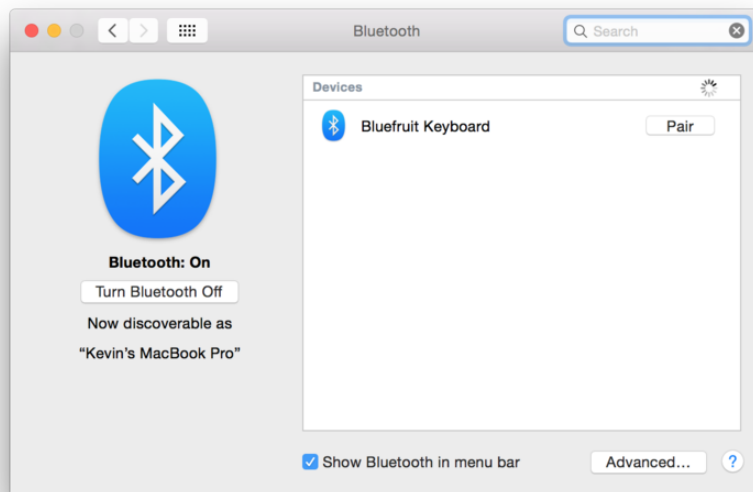 Bluetooth
Search
Devices
Bluefruit Keyboard
Pair
Bluetooth: On
Turn Bluetooth Off
Now discoverable as
“Kevin’s MacBook Pro”
Show Bluetooth in menu bar
Advanced...
?